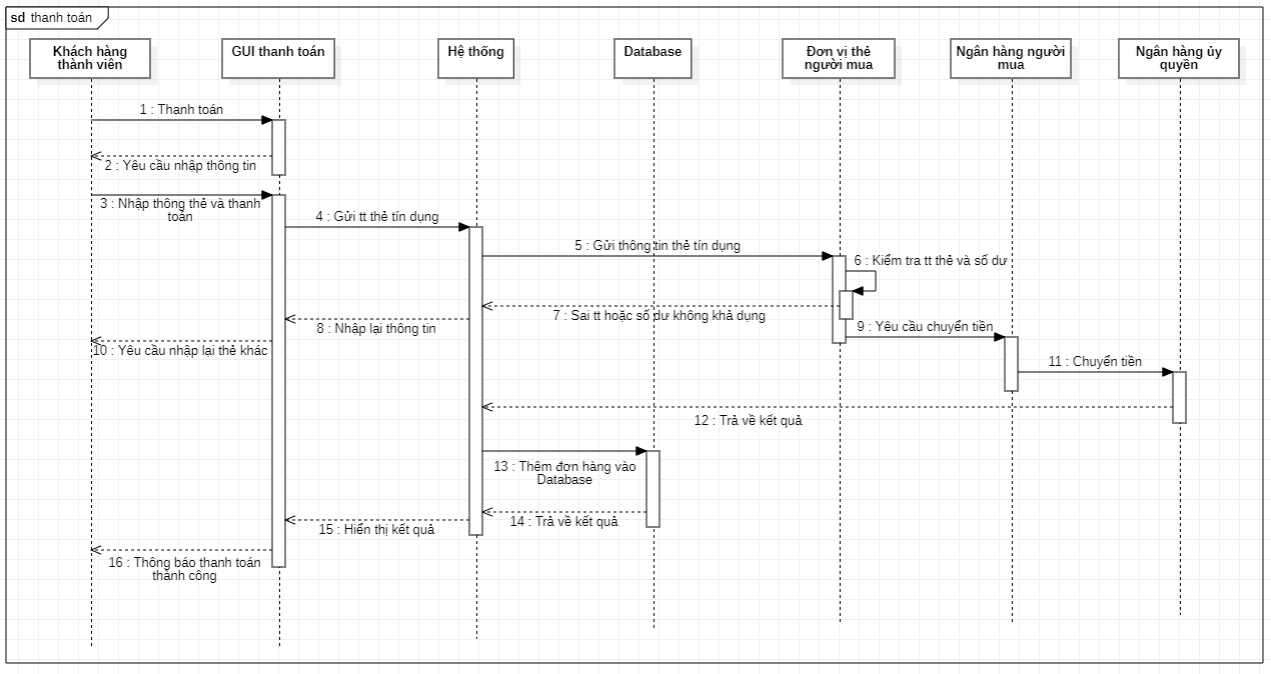 sd thanh toán
Khách hàng
thành viên
GUI thanh toán
Hệ thống
Database
Đơn vị thẻ
người mua
Ngân hàng người
mua
Ngân hàng ủy
quyền
1 : Thanh toán
2 : Yêu cầu nhập thông tin
3 : Nhập thông thẻ và thanh
toán
4 : Gửi tt thẻ tín dụng
5 : Gửi thông tin thẻ tín dụng
6 : Kiểm tra tt thẻ và số dư
7 : Sai tt hoặc số dư không khả dụng
8 : Nhập lại thông tin
9 : Yêu cầu chuyển tiền
10 : Yêu cầu nhập lại thẻ khác
11 : Chuyển tiền
12 : Trả về kết quả
13 : Thêm đơn hàng vào
Database
14 : Trả về kết quả
15 : Hiển thị kết quả
16 : Thông báo thanh toán
thành công